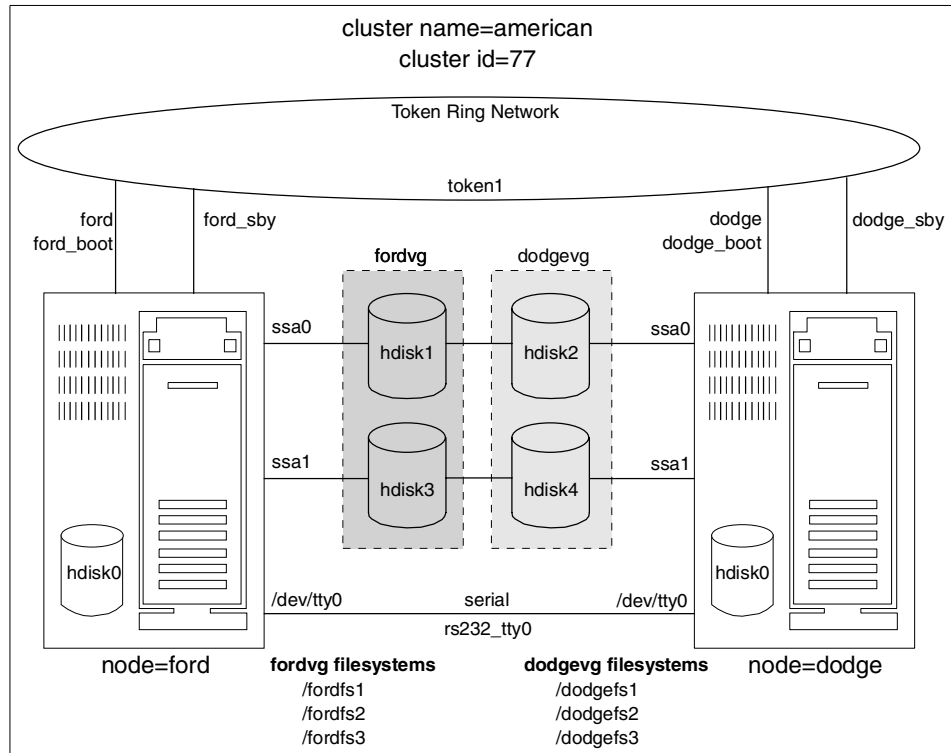 cluster name=american
cluster id=77
Token Ring Network
token1
ford
ford_boot
ford_sby
dodge
dodge_boot
dodge_sby
fordvg
dodgevg
ssa0
hdisk1
hdisk2
ssa0
ssa1
hdisk3
hdisk4
ssa1
hdisk0
hdisk0
/dev/tty0
serial
/dev/tty0
rs232_tty0
node=ford
fordvg filesystems
/fordfs1
/fordfs2
/fordfs3
dodgevg filesystems
/dodgefs1
/dodgefs2
/dodgefs3
node=dodge